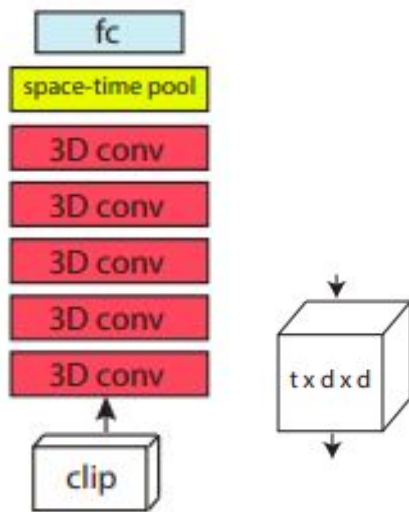 fc
space-time pool
3D conv
3D conv
3D conv
3D conv
3D conv
clip
t x d x d